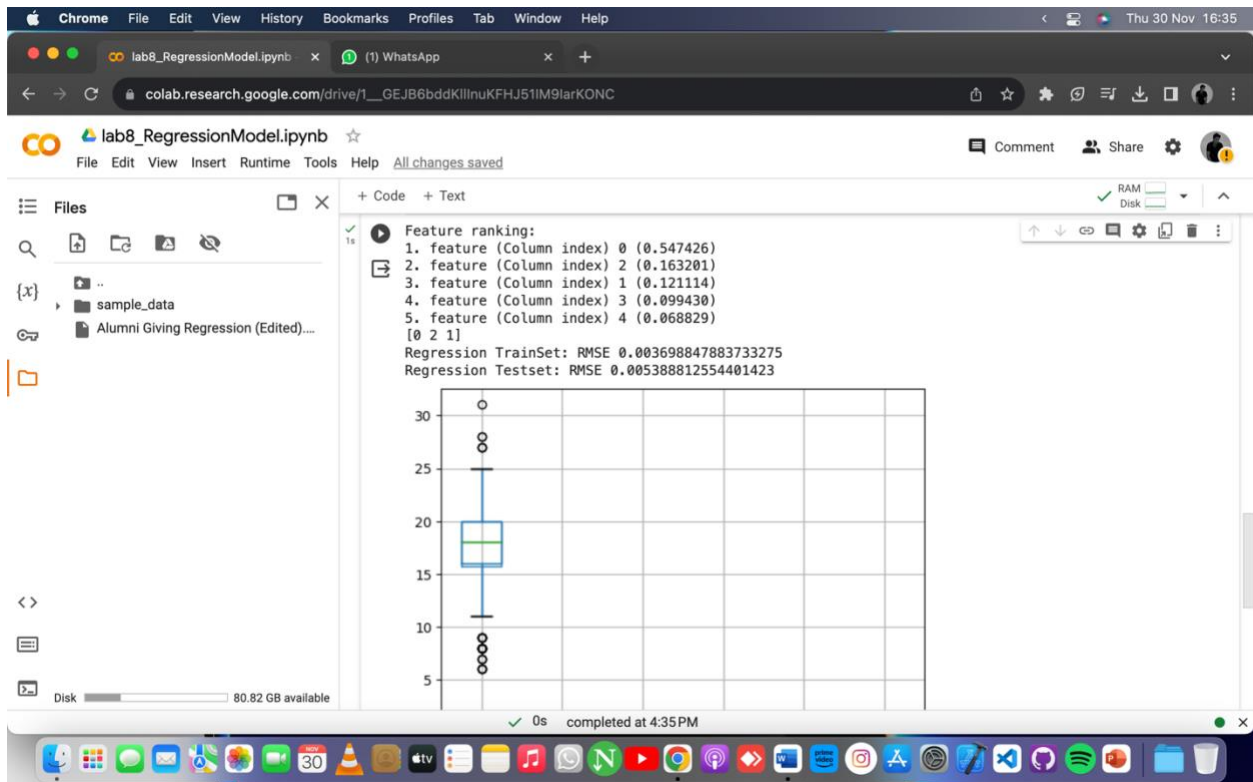 Chrome File Edit View History Bookmarks Profiles Tab Window Help Thu 30 Nov 16:35
lab8_RegressionModel.ipynb (1) WhatsApp
colab.research.google.com/drive/1__GEJB6bddKlllnuKFHJ51lM9larKONC
lab8_RegressionModel.ipynb
File Edit View Insert Runtime Tools Help All changes saved
Comment Share
Files
+ Code + Text
RAM
Disk
..
sample_data
Alumni Giving Regression (Edited)....
{x}
1s
Feature ranking:
1. feature (Column index) 0 (0.547426)
2. feature (Column index) 2 (0.163201)
3. feature (Column index) 1 (0.121114)
4. feature (Column index) 3 (0.099430)
5. feature (Column index) 4 (0.068829)
[0 2 1]
Regression TrainSet: RMSE 0.003698847883733275
Regression Testset: RMSE 0.005388812554401423
30
25
20
15
10
5
Disk 80.82 GB available
0s completed at 4:35 PM
NOV
30
tv
N
W
prime
video
P